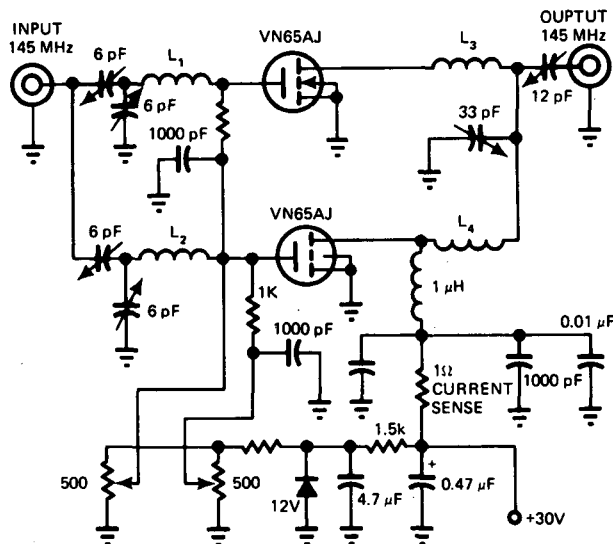 INPUT
145 MHz
6 pF
L1
6 pF
1000 pF
VN65AJ
L3
OUPTUT
145 MHz
12 pF
33 pF
6 pF
L2
6 pF
VN65AJ
L4
1K
1000 pF
1 μH
0.01 μF
1000 pF
1Ω
CURRENT
SENSE
1.5k
500
500
12V
4.7 μF
+
0.47 μF
+30V